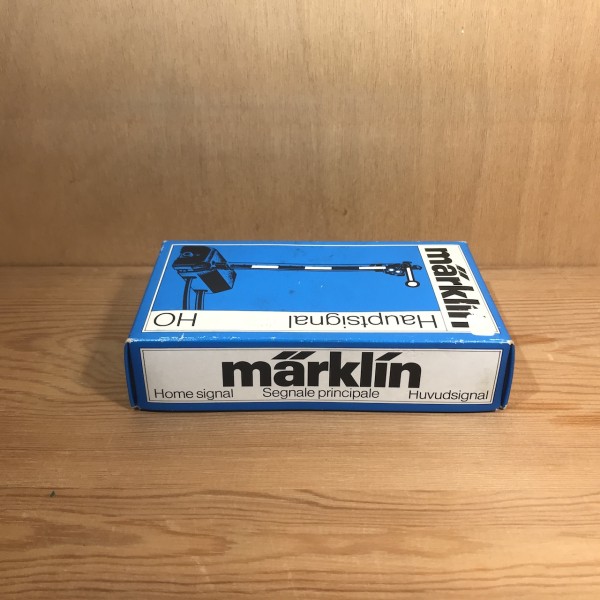 märklin
Hauptsignal
HO
märklin
Home signal Segnale principale Huvudsignal